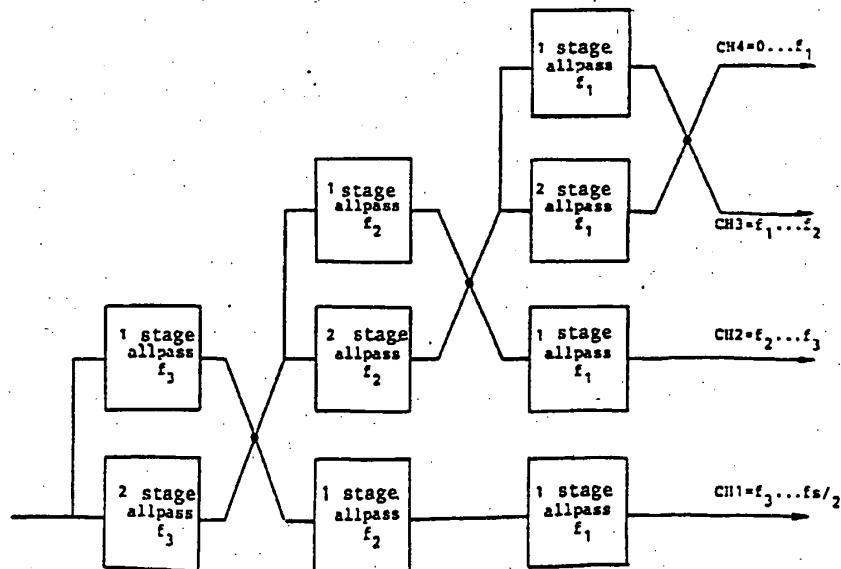 1 stage
allpass
f1
CH4=0...f1
2 stage
allpass
f1
CH3=f1...f2
1 stage
allpass
f2
2 stage
allpass
f2
1 stage
allpass
f1
CH2=f2...f3
1 stage
allpass
f3
2 stage
allpass
f3
1 stage
allpass
f2
1 stage
allpass
f1
CH1=f3...fs/2